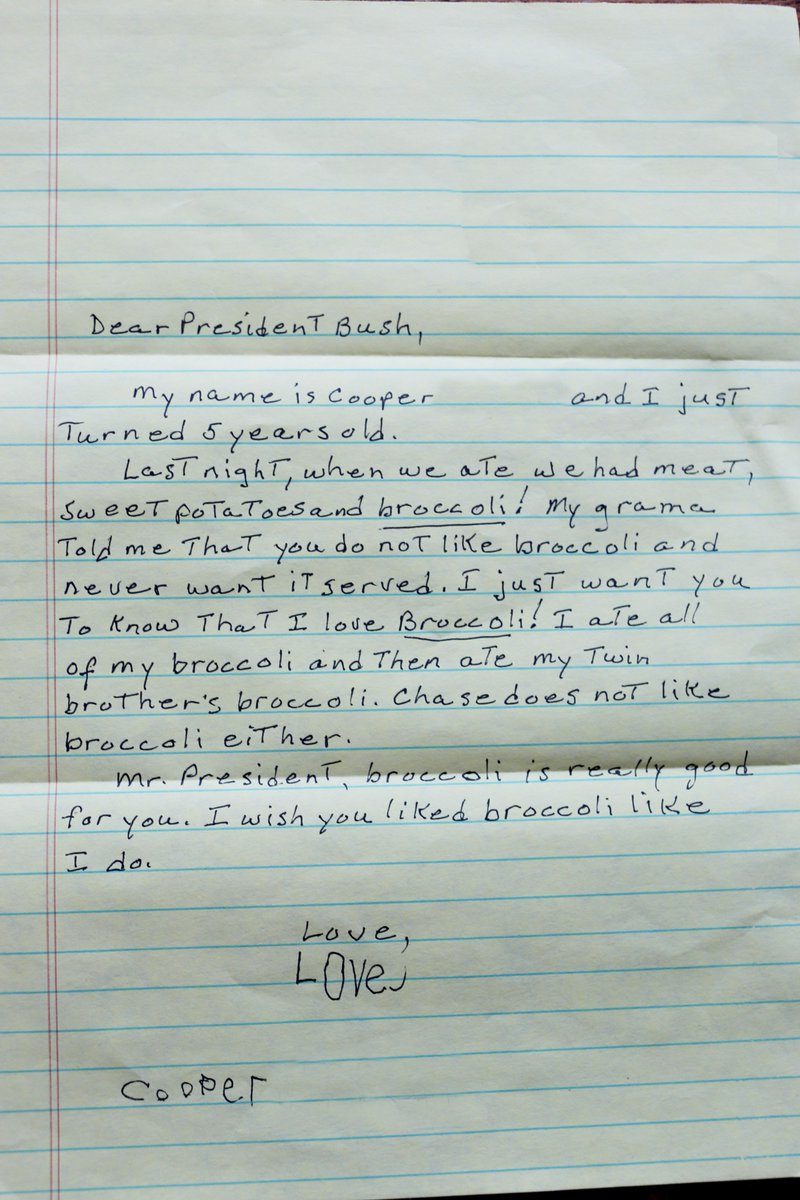 Dear President Bush,
My name is Cooper and I just
Turned 5 years old.
Last night, when we ate we had meat,
sweet potatoes and broccoli! My grama
Told me That you do not like broccoli and
never want it served. I just want you
To Know That I love Broccoli! I ate all
of my broccoli and Then ate my Twin
brother's broccoli. Chase does not like
broccoli either.
Mr. President, broccoli is really good
for you. I wish you liked broccoli like
I do.
Love,
LOve,
Cooper